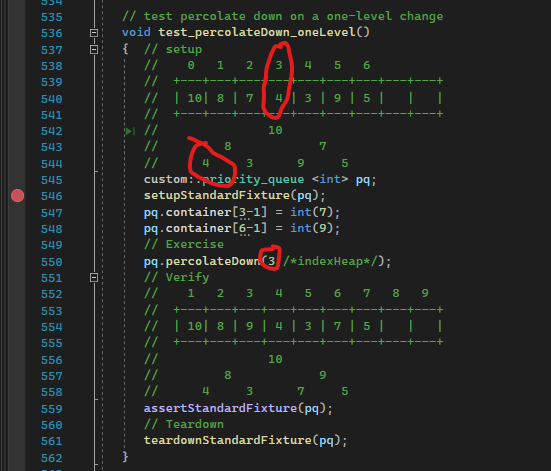 534
535 // test percolate down on a one-level change
536 void test_percolateDown_oneLevel()
537 { // setup
538 // 0 1 2 3 4 5 6
539 // +---+---+---+---+---+---+---+---+---+
540 // | 10| 8 | 7 | 4 | 3 | 9 | 5 | | |
541 // +---+---+---+---+---+---+---+---+---+
542 // 10
543 // 8 7
544 // 4 3 9 5
545 custom::priority_queue <int> pq;
546 setupStandardFixture(pq);
547 pq.container[3-1] = int(7);
548 pq.container[6-1] = int(9);
549 // Exercise
550 pq.percolateDown(3 /*indexHeap*/);
551 // Verify
552 // 1 2 3 4 5 6 7 8 9
553 // +---+---+---+---+---+---+---+---+---+
554 // | 10| 8 | 9 | 4 | 3 | 7 | 5 | | |
555 // +---+---+---+---+---+---+---+---+---+
556 // 10
557 // 8 9
558 // 4 3 7 5
559 assertStandardFixture(pq);
560 // Teardown
561 teardownStandardFixture(pq);
562 }